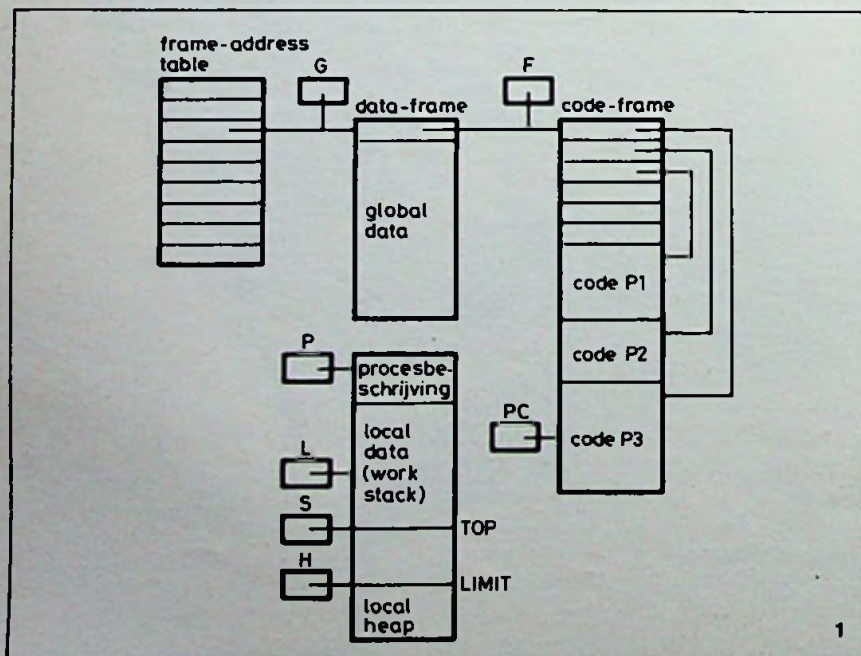 frame-address
table
G
data-frame
F
code-frame
global
data
code P1
code P2
code P3
P
procesbe-
schrijving
PC
L
local
data
(work
stack)
S
TOP
H
LIMIT
local
heap
1